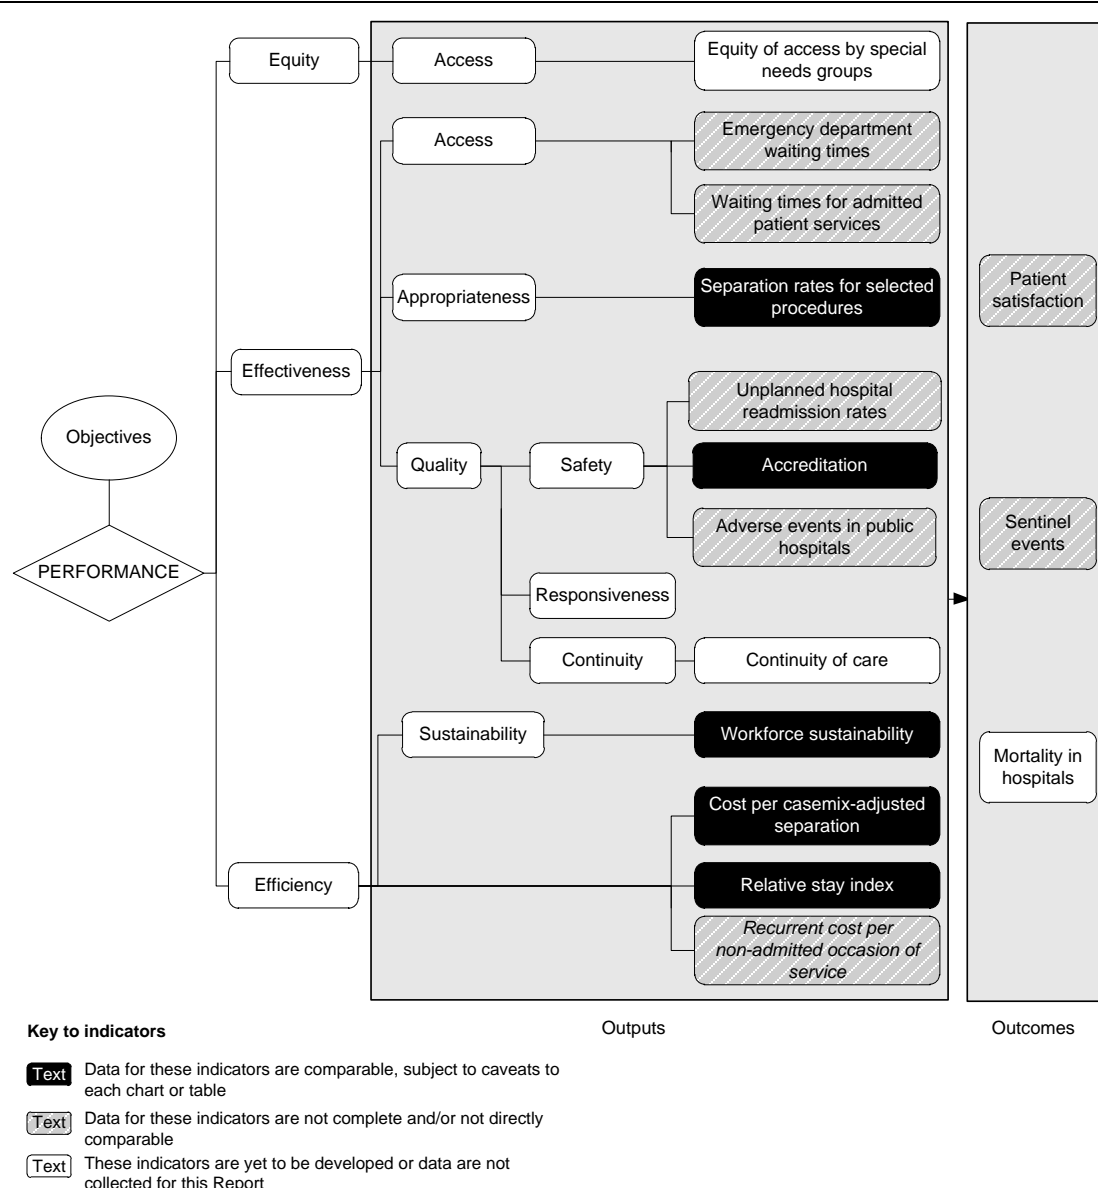 Equity
Access
Equity of access by special
needs groups
Access
Emergency department
waiting times
Waiting times for admitted
patient services
Appropriateness
Separation rates for selected
procedures
Patient
satisfaction
Effectiveness
Unplanned hospital
readmission rates
Objectives
Quality
Safety
Accreditation
Adverse events in public
hospitals
Sentinel
events
PERFORMANCE
Responsiveness
Continuity
Continuity of care
Sustainability
Workforce sustainability
Mortality in
hospitals
Cost per casemix-adjusted
separation
Efficiency
Relative stay index
Recurrent cost per
non-admitted occasion of
service
Key to indicators
Outputs
Outcomes
Text
Data for these indicators are comparable, subject to caveats to
each chart or table
Text
Data for these indicators are not complete and/or not directly
comparable
Text
These indicators are yet to be developed or data are not
collected for this Report